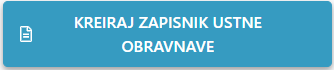 KREIRAJ ZAPISNIK USTNE
OBRAVNAVE